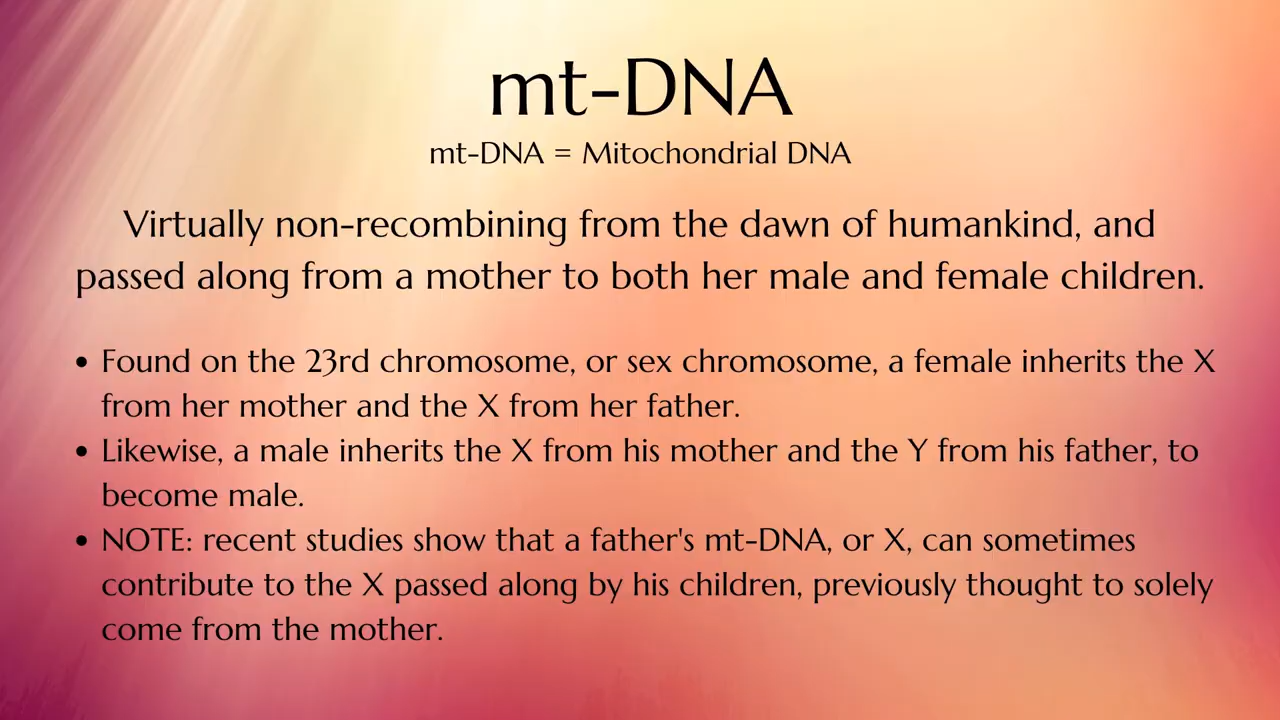 mt-DNA
mt-DNA = Mitochondrial DNA
Virtually non-recombining from the dawn of humankind, and
passed along from a mother to both her male and female children.
• Found on the 23rd chromosome, or sex chromosome, a female inherits the X
from her mother and the X from her father.
• Likewise, a male inherits the X from his mother and the Y from his father, to
become male.
• NOTE: recent studies show that a father's mt-DNA, or X, can sometimes
contribute to the X passed along by his children, previously thought to solely
come from the mother.